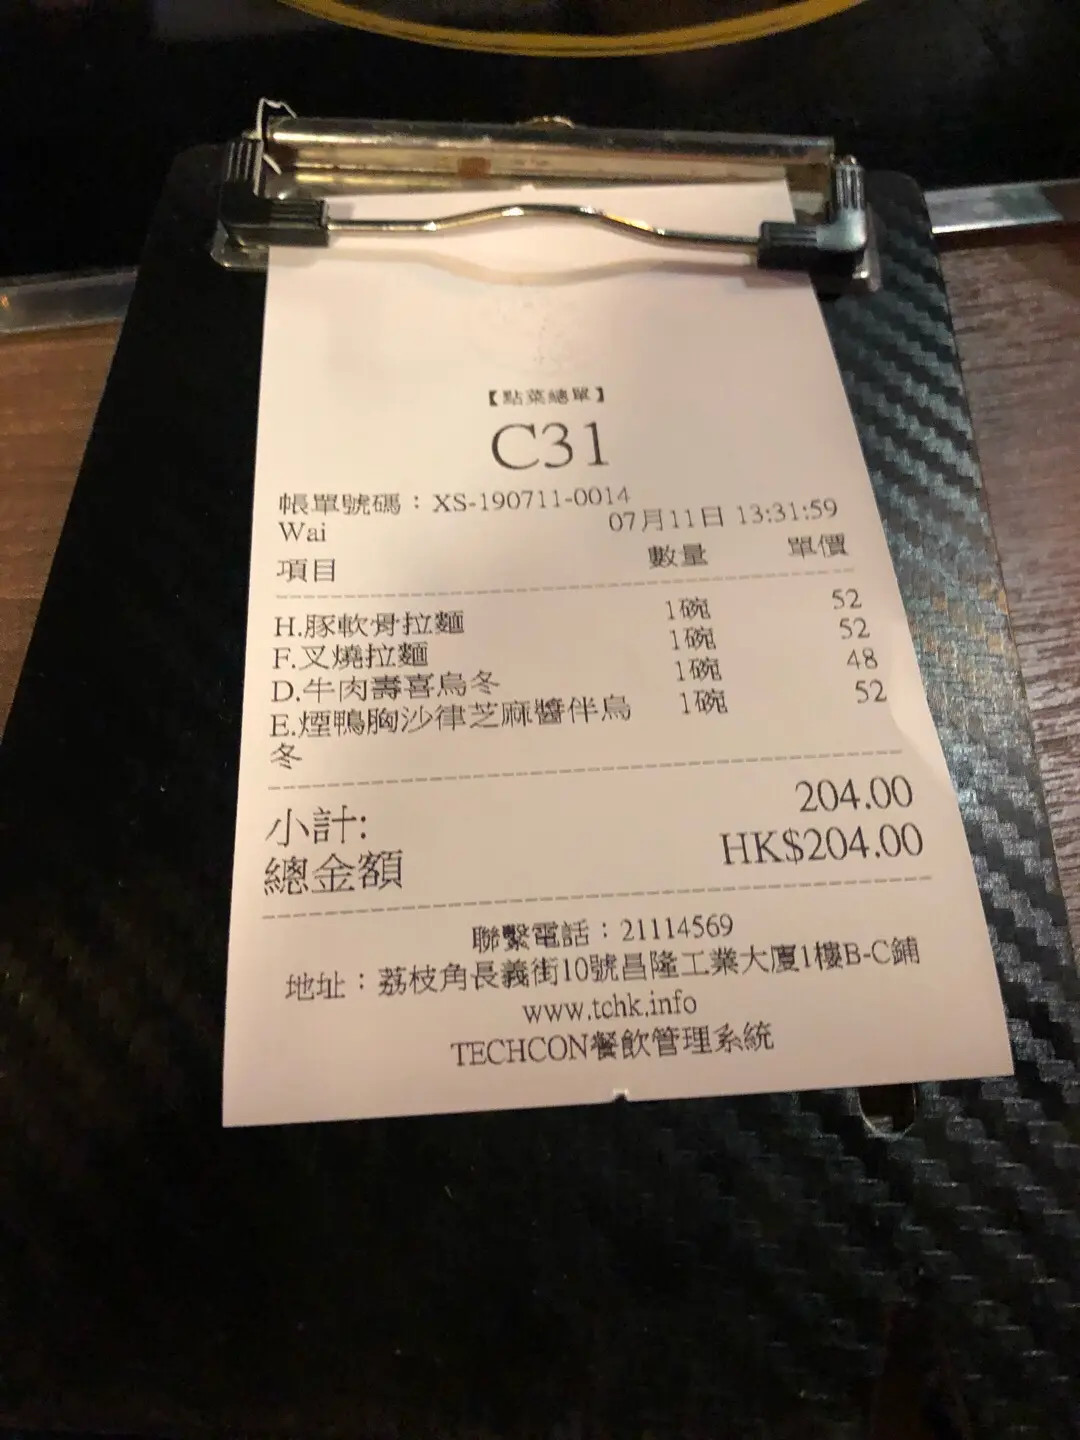 【點菜總單】
C31
帳單號碼：XS-190711-0014
Wai 07月11日 13:31:59
項目 數量 單價
H.豚軟骨拉麵 1碗 52
F.叉燒拉麵 1碗 52
D.牛肉壽喜烏冬 1碗 48
E.煙鴨胸沙律芝麻醬伴烏 1碗 52
冬
小計: 204.00
總金額 HK$204.00
聯繫電話：21114569
地址：荔枝角長義街10號昌隆工業大廈1樓B-C鋪
www.tchk.info
TECHCON餐飲管理系統